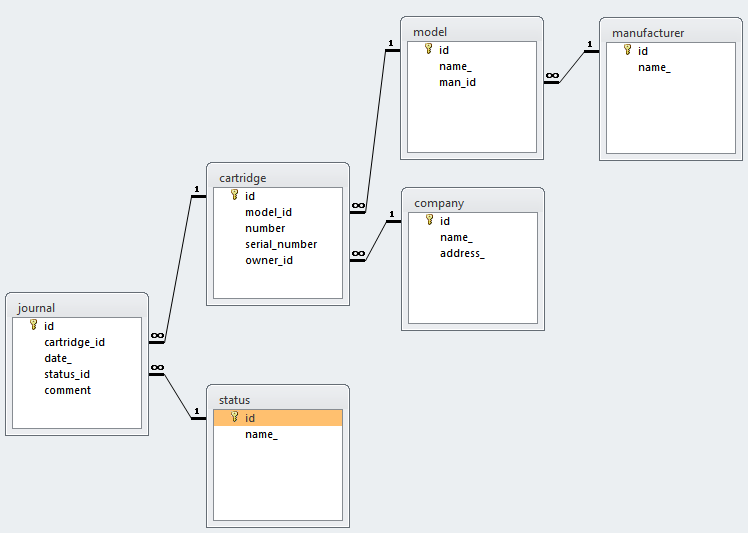 model
id
name_
man_id
manufacturer
id
name_
cartridge
id
model_id
number
serial_number
owner_id
company
id
name_
address_
journal
id
cartridge_id
date_
status_id
comment
status
id
name_
1
∞
1
∞
1
∞
1
∞
1
∞